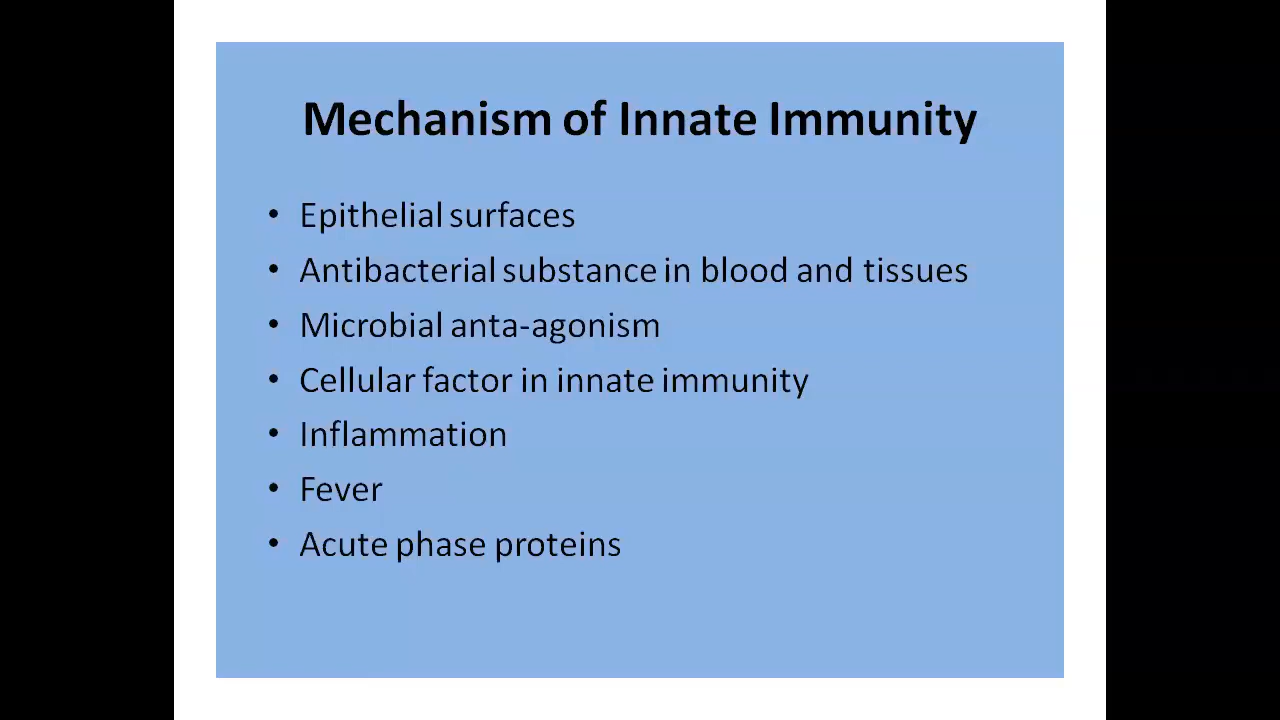 Mechanism of Innate Immunity
• Epithelial surfaces
• Antibacterial substance in blood and tissues
• Microbial anta-agonism
• Cellular factor in innate immunity
• Inflammation
• Fever
• Acute phase proteins